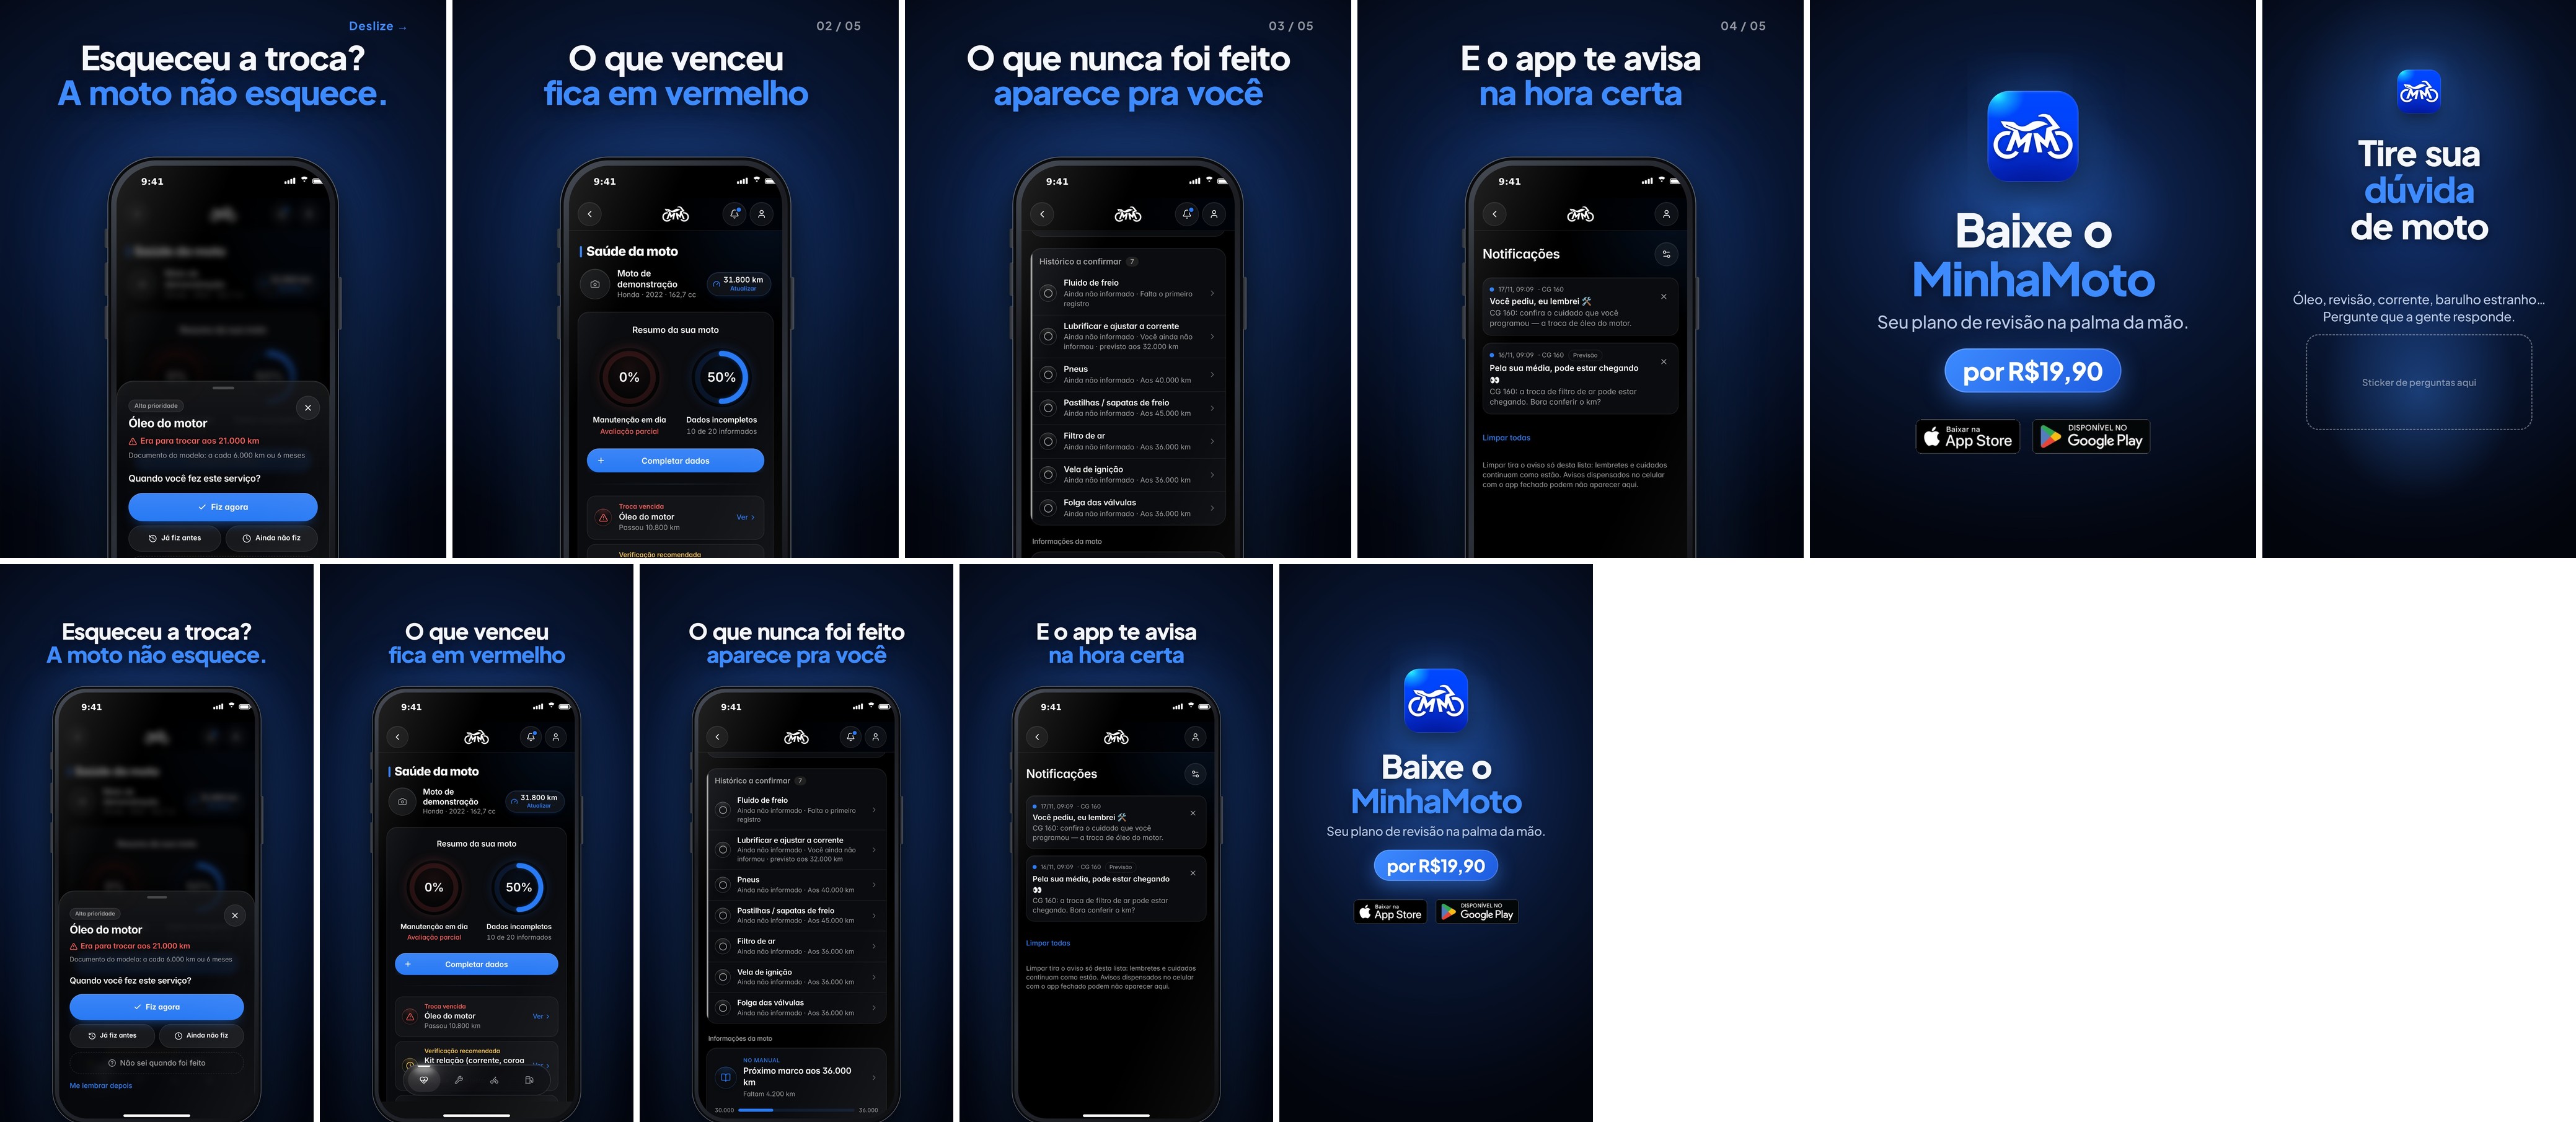 Deslize →
Esqueceu a troca?
A moto não esquece.
9:41
Saúde da moto
Alta prioridade
Óleo do motor
Era para trocar aos 21.000 km
Documento do modelo: a cada 6.000 km ou 6 meses
Quando você fez este serviço?
Fiz agora
Já fiz antes
Ainda não fiz
02 / 05
O que venceu
fica em vermelho
9:41
Saúde da moto
Moto de
demonstração
Honda · 2022 · 162,7 cc
31.800 km
Atualizar
Resumo da sua moto
0%
50%
Manutenção em dia
Avaliação parcial
Dados incompletos
10 de 20 informados
Completar dados
Troca vencida
Óleo do motor
Passou 10.800 km
Ver
Verificação recomendada
03 / 05
O que nunca foi feito
aparece pra você
9:41
Histórico a confirmar 7
Fluido de freio
Ainda não informado · Falta o primeiro
registro
Lubrificar e ajustar a corrente
Ainda não informado · Você ainda não
informou · previsto aos 32.000 km
Pneus
Ainda não informado · Aos 40.000 km
Pastilhas / sapatas de freio
Ainda não informado · Aos 45.000 km
Filtro de ar
Ainda não informado · Aos 36.000 km
Vela de ignição
Ainda não informado · Aos 36.000 km
Folga das válvulas
Ainda não informado · Aos 36.000 km
Informações da moto
04 / 05
E o app te avisa
na hora certa
9:41
Notificações
17/11, 09:09 · CG 160
Você pediu, eu lembrei 🛠️
CG 160: confira o cuidado que você
programou — a troca de óleo do motor.
16/11, 09:09 · CG 160 Previsão
Pela sua média, pode estar chegando
👀
CG 160: a troca de filtro de ar pode estar
chegando. Bora conferir o km?
Limpar todas
Limpar tira o aviso só desta lista: lembretes e cuidados
continuam como estão. Avisos dispensados no celular
com o app fechado podem não aparecer aqui.
MM
Baixe o
MinhaMoto
Seu plano de revisão na palma da mão.
por R$19,90
Baixar na
App Store
DISPONÍVEL NO
Google Play
MM
Tire sua
dúvida
de moto
Óleo, revisão, corrente, barulho estranho...
Pergunte que a gente responde.
Sticker de perguntas aqui
Esqueceu a troca?
A moto não esquece.
9:41
Saúde da moto
Alta prioridade
Óleo do motor
Era para trocar aos 21.000 km
Documento do modelo: a cada 6.000 km ou 6 meses
Quando você fez este serviço?
Fiz agora
Já fiz antes
Ainda não fiz
Não sei quando foi feito
Me lembrar depois
O que venceu
fica em vermelho
9:41
Saúde da moto
Moto de
demonstração
Honda · 2022 · 162,7 cc
31.800 km
Atualizar
Resumo da sua moto
0%
50%
Manutenção em dia
Avaliação parcial
Dados incompletos
10 de 20 informados
Completar dados
Troca vencida
Óleo do motor
Passou 10.800 km
Ver
Verificação recomendada
Kit relação (corrente, coroa
O que nunca foi feito
aparece pra você
9:41
Histórico a confirmar 7
Fluido de freio
Ainda não informado · Falta o primeiro
registro
Lubrificar e ajustar a corrente
Ainda não informado · Você ainda não
informou · previsto aos 32.000 km
Pneus
Ainda não informado · Aos 40.000 km
Pastilhas / sapatas de freio
Ainda não informado · Aos 45.000 km
Filtro de ar
Ainda não informado · Aos 36.000 km
Vela de ignição
Ainda não informado · Aos 36.000 km
Folga das válvulas
Ainda não informado · Aos 36.000 km
Informações da moto
NO MANUAL
Próximo marco aos 36.000
km
Faltam 4.200 km
30.000
36.000
E o app te avisa
na hora certa
9:41
Notificações
17/11, 09:09 · CG 160
Você pediu, eu lembrei 🛠️
CG 160: confira o cuidado que você
programou — a troca de óleo do motor.
16/11, 09:09 · CG 160 Previsão
Pela sua média, pode estar chegando
👀
CG 160: a troca de filtro de ar pode estar
chegando. Bora conferir o km?
Limpar todas
Limpar tira o aviso só desta lista: lembretes e cuidados
continuam como estão. Avisos dispensados no celular
com o app fechado podem não aparecer aqui.
MM
Baixe o
MinhaMoto
Seu plano de revisão na palma da mão.
por R$19,90
Baixar na
App Store
DISPONÍVEL NO
Google Play